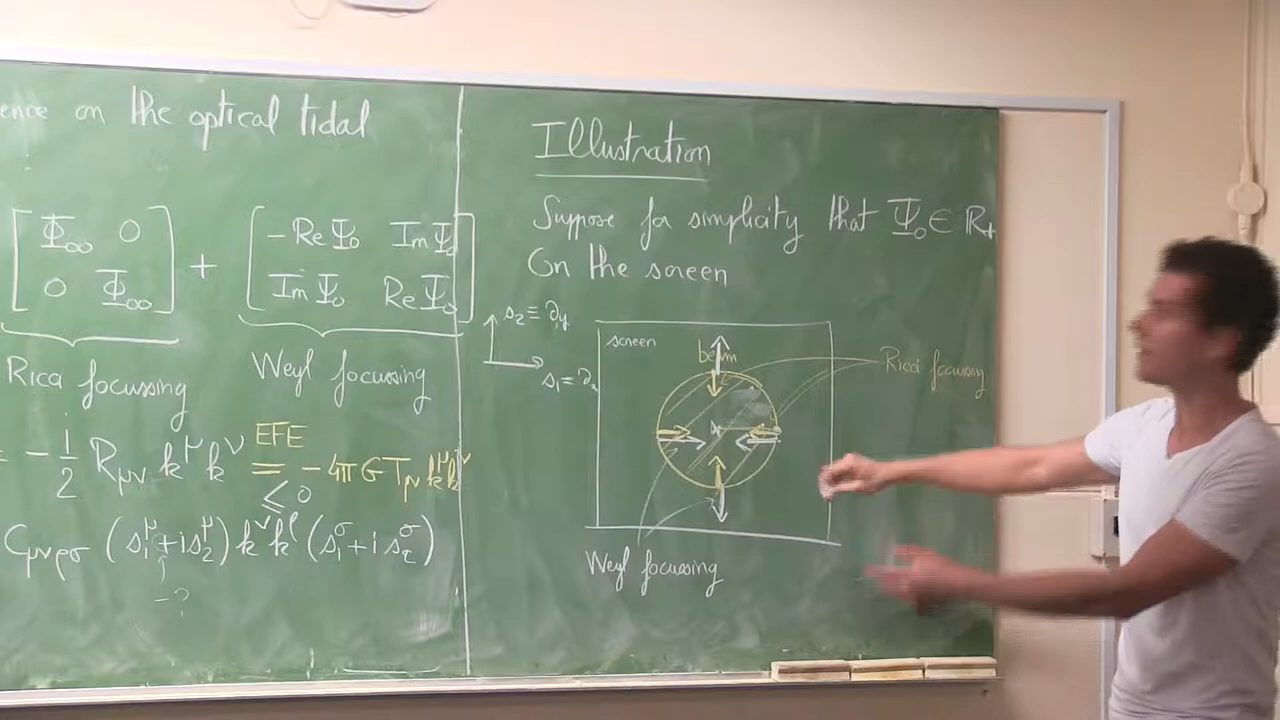 ence on the optical tidal
[Φ₀₀ 0
0 Φ₀₀] + [-Re Ψ₀ Im Ψ₀
Im Ψ₀ Re Ψ₀]
Ricci focussing
Weyl focussing
= -1/2 R_μν k^μ k^ν EFE = -4πG T_μν k^μ k^ν
≤ 0
C_μνρσ (s₁^μ + i s₂^μ) k^ν k^ρ (s₁^σ + i s₂^σ)
-?
Illustration
Suppose for simplicity that Ψ₀ ∈ ℝ₊
On the screen
s₂ ≡ ∂y
s₁ = ∂x
screen
beam
Ricci focussing
Weyl focussing